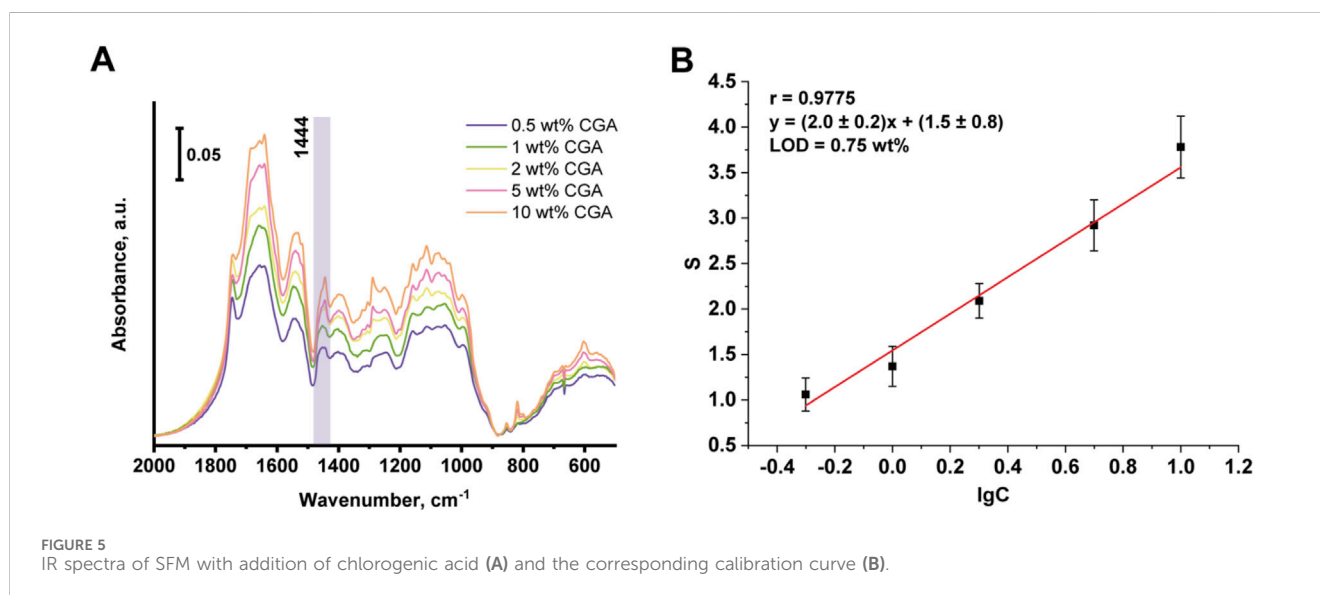 A
0.05
1444
0.5 wt% CGA
1 wt% CGA
2 wt% CGA
5 wt% CGA
10 wt% CGA
Absorbance, a.u.
2000 1800 1600 1400 1200 1000 800 600
Wavenumber, cm-1
B
r = 0.9775
y = (2.0 ± 0.2)x + (1.5 ± 0.8)
LOD = 0.75 wt%
4.5
4.0
3.5
3.0
2.5
2.0
1.5
1.0
0.5
S
-0.4 -0.2 0.0 0.2 0.4 0.6 0.8 1.0 1.2
lgC
FIGURE 5
IR spectra of SFM with addition of chlorogenic acid (A) and the corresponding calibration curve (B).